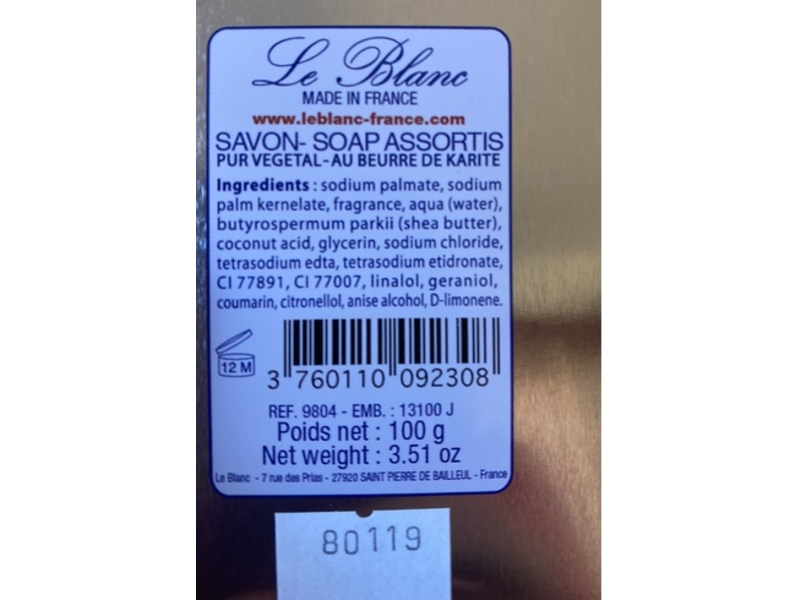 Le Blanc
MADE IN FRANCE
www.leblanc-france.com
SAVON- SOAP ASSORTIS
PUR VEGETAL-AU BEURRE DE KARITE
Ingredients : sodium palmate, sodium
palm kernelate, fragrance, aqua (water),
butyrospermum parkii (shea butter),
coconut acid, glycerin, sodium chloride,
tetrasodium edta, tetrasodium etidronate,
CI 77891, CI 77007, linalol, geraniol,
coumarin, citronellol, anise alcohol, D-limonene.
12 M
3 760110 092308
REF. 9804 - EMB. : 13100 J
Poids net : 100 g
Net weight : 3.51 oz
Le Blanc - 7 rue des Prias - 27920 SAINT PIERRE DE BAILLEUL - France
80119